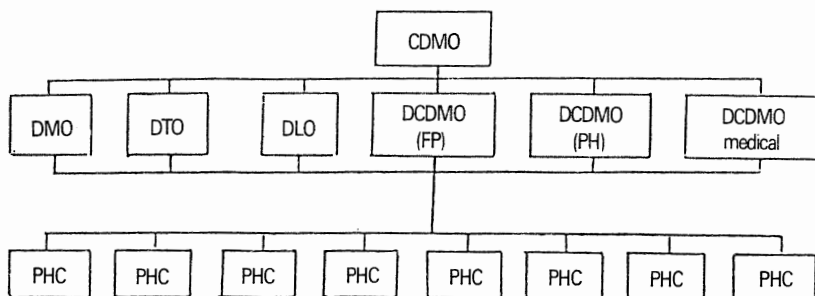 CDMO
DMO
DTO
DLO
DCDMO
(FP)
DCDMO
(PH)
DCDMO
medical
PHC
PHC
PHC
PHC
PHC
PHC
PHC
PHC